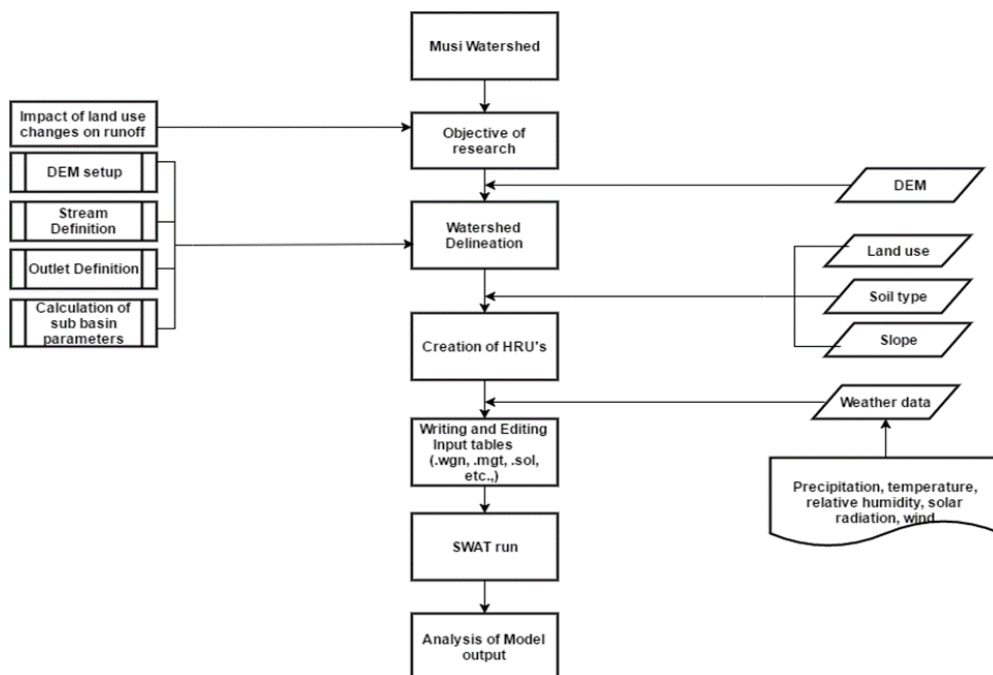 Musi Watershed
Impact of land use
changes on runoff
Objective of
research
DEM setup
DEM
Stream
Definition
Watershed
Delineation
Land use
Outlet Definition
Soil type
Calculation of
sub basin
parameters
Slope
Creation of HRU's
Weather data
Writing and Editing
Input tables
(.wgn, .mgt, .sol,
etc.,)
Precipitation, temperature,
relative humidity, solar
radiation, wind
SWAT run
Analysis of Model
output